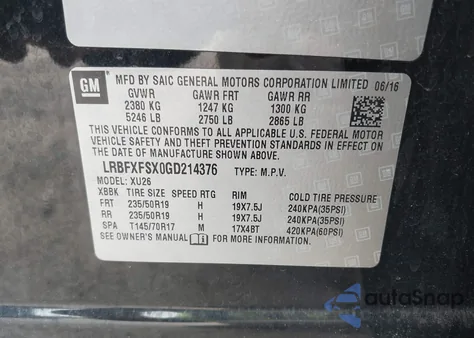 GM
MFD BY SAIC GENERAL MOTORS CORPORATION LIMITED 06/16
GVWR GAWR FRT GAWR RR
2380 KG 1247 KG 1300 KG
5246 LB 2750 LB 2865 LB
THIS VEHICLE CONFORMS TO ALL APPLICABLE U.S. FEDERAL MOTOR
VEHICLE SAFETY AND THEFT PREVENTION STANDARDS IN EFFECT ON
THE DATE OF MANUFACTURE SHOWN ABOVE.
LRBFXFSX0GD214376 TYPE: M.P.V.
MODEL: XU26
XBBK TIRE SIZE SPEED RTG RIM COLD TIRE PRESSURE
FRT 235/50R19 H 19X7.5J 240KPA(35PSI)
RR 235/50R19 H 19X7.5J 240KPA(35PSI)
SPA T145/70R17 M 17X4BT 420KPA(60PSI)
SEE OWNER'S MANUAL FOR ADDITIONAL INFORMATION
autoSnap